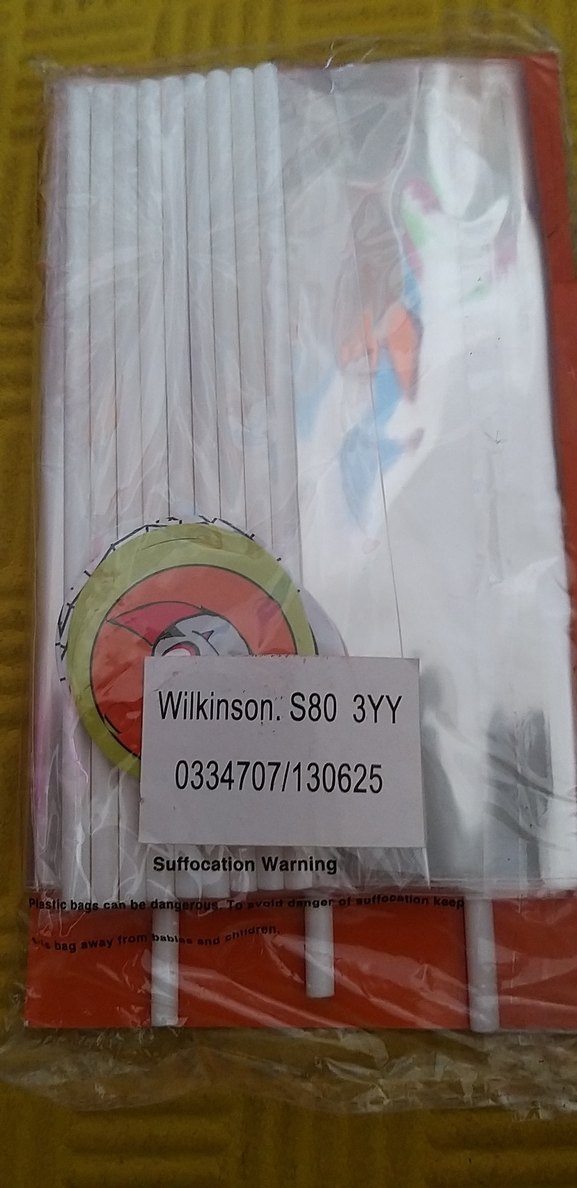 Wilkinson. S80 3YY
0334707/130625
Suffocation Warning
Plastic bags can be dangerous. To avoid danger of suffocation keep
this bag away from babies and children.